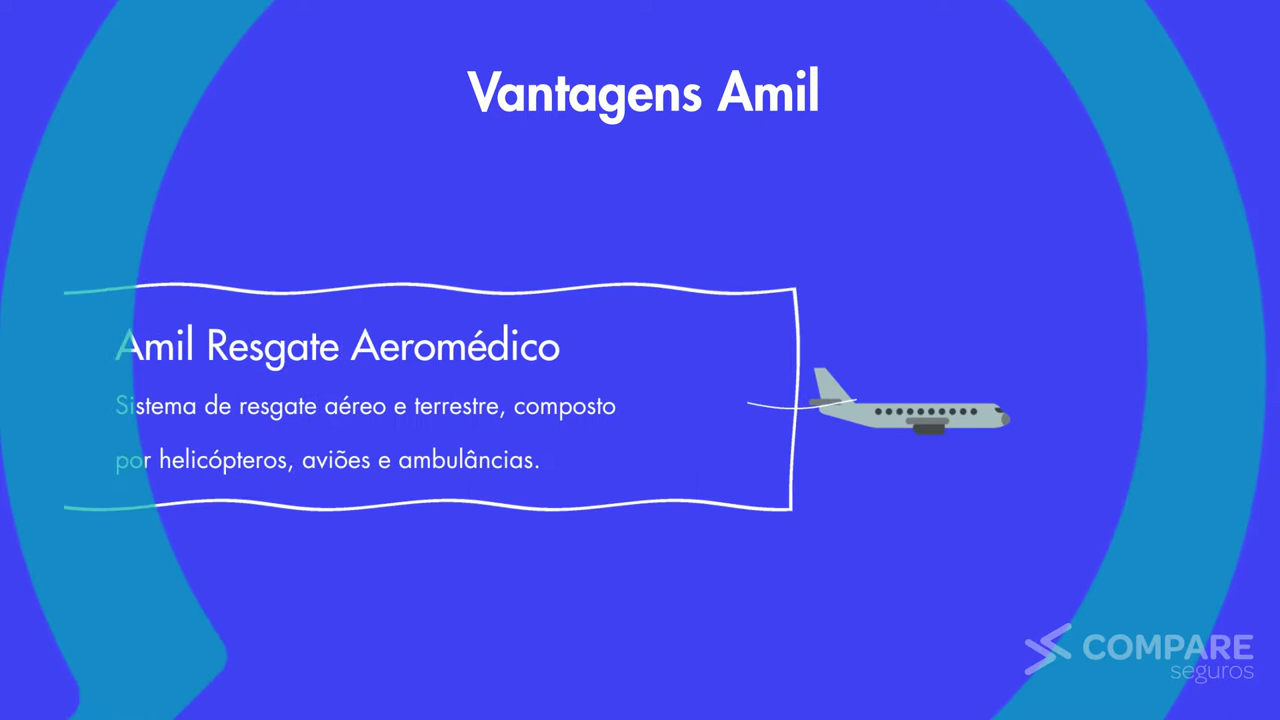 Vantagens Amil
Amil Resgate Aeromédico
Sistema de resgate aéreo e terrestre, composto
por helicópteros, aviões e ambulâncias.
COMPARE
seguros